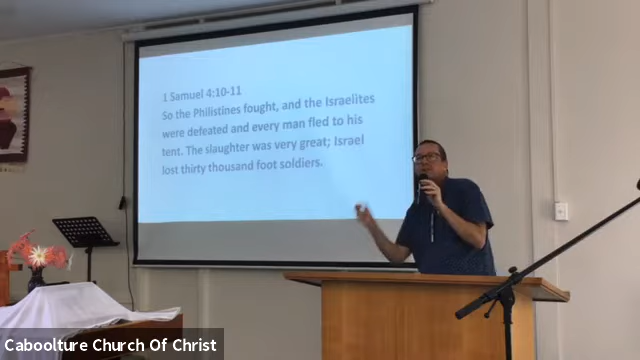 1 Samuel 4:10-11
So the Philistines fought, and the Israelites
were defeated and every man fled to his
tent. The slaughter was very great; Israel
lost thirty thousand foot soldiers.
Caboolture Church Of Christ